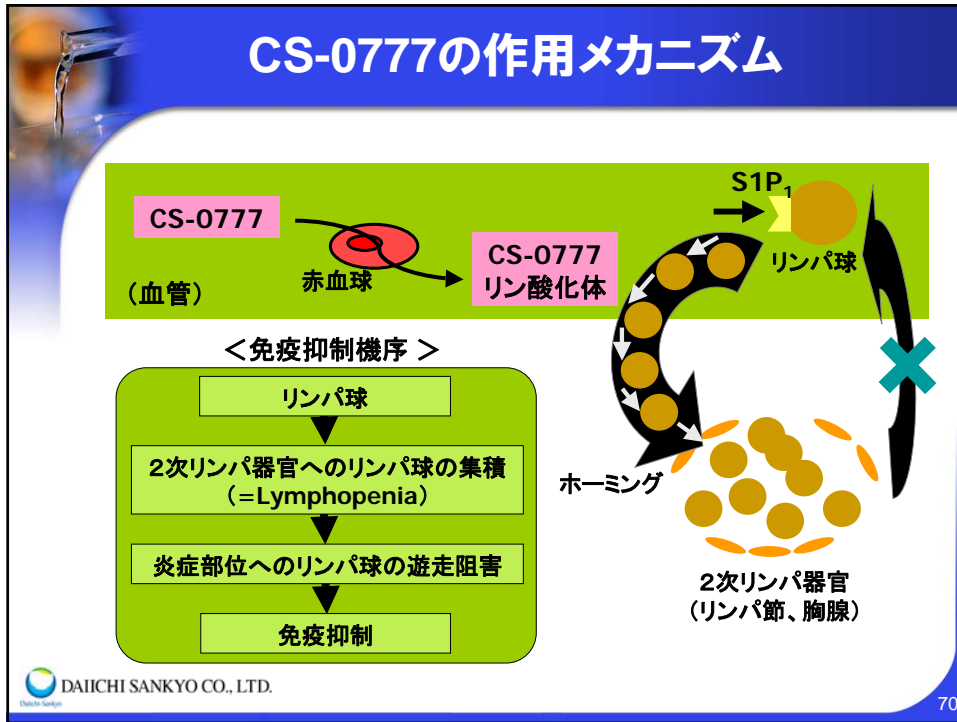 CS-0777の作用メカニズム
S1P₁
CS-0777
リンパ球
赤血球
CS-0777
リン酸化体
（血管）
＜免疫抑制機序 ＞
リンパ球
2次リンパ器官へのリンパ球の集積
（=Lymphopenia）
炎症部位へのリンパ球の遊走阻害
免疫抑制
ホーミング
2次リンパ器官
（リンパ節、胸腺）
DAIICHI SANKYO CO., LTD.
Daiichi-Sankyo
70